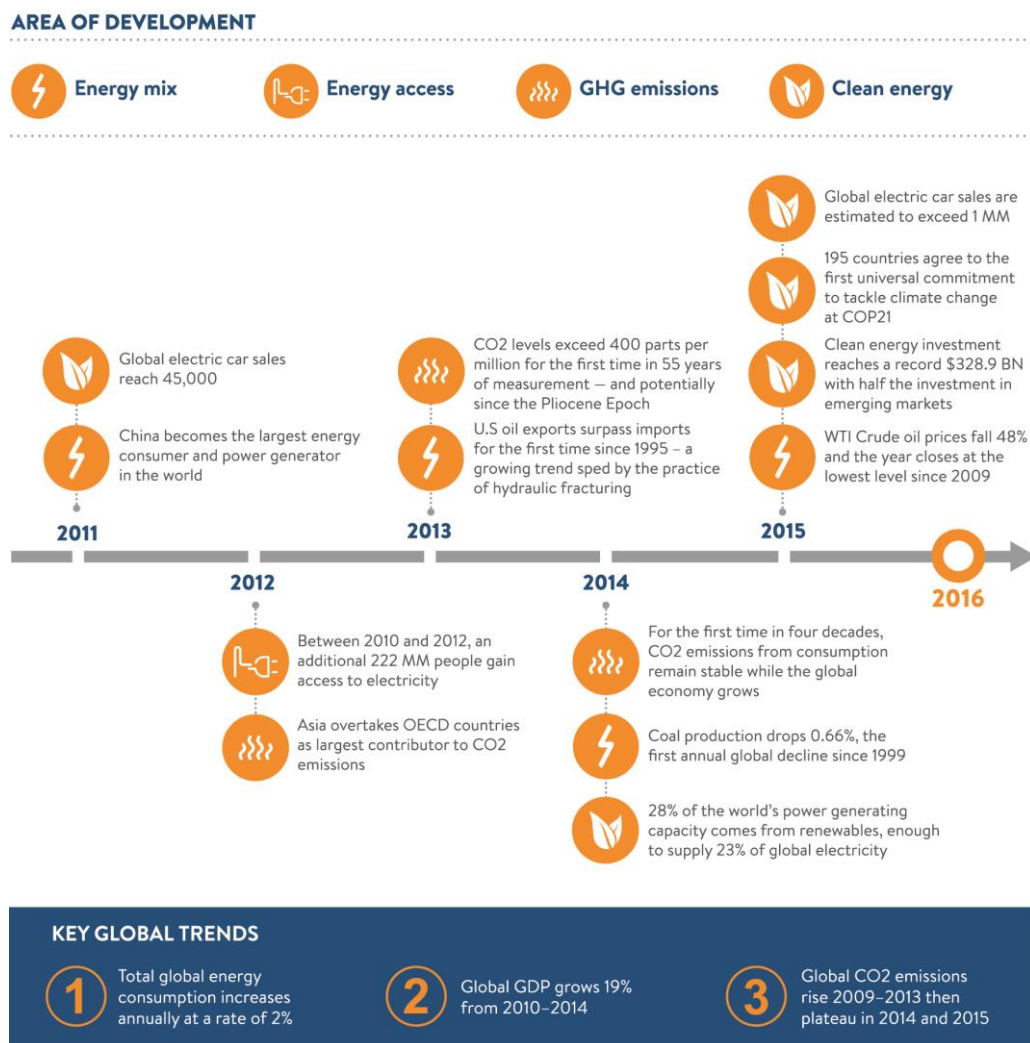 AREA OF DEVELOPMENT
Energy mix
Energy access
GHG emissions
Clean energy
Global electric car sales are
estimated to exceed 1 MM
195 countries agree to the
first universal commitment
to tackle climate change
at COP21
Clean energy investment
reaches a record $328.9 BN
with half the investment in
emerging markets
WTI Crude oil prices fall 48%
and the year closes at the
lowest level since 2009
CO2 levels exceed 400 parts per
million for the first time in 55 years
of measurement — and potentially
since the Pliocene Epoch
U.S oil exports surpass imports
for the first time since 1995 – a
growing trend sped by the practice
of hydraulic fracturing
Global electric car sales
reach 45,000
China becomes the largest energy
consumer and power generator
in the world
2011
2013
2015
2012
2014
2016
Between 2010 and 2012, an
additional 222 MM people gain
access to electricity
Asia overtakes OECD countries
as largest contributor to CO2
emissions
For the first time in four decades,
CO2 emissions from consumption
remain stable while the global
economy grows
Coal production drops 0.66%, the
first annual global decline since 1999
28% of the world's power generating
capacity comes from renewables, enough
to supply 23% of global electricity
KEY GLOBAL TRENDS
1
Total global energy
consumption increases
annually at a rate of 2%
2
Global GDP grows 19%
from 2010–2014
3
Global CO2 emissions
rise 2009–2013 then
plateau in 2014 and 2015